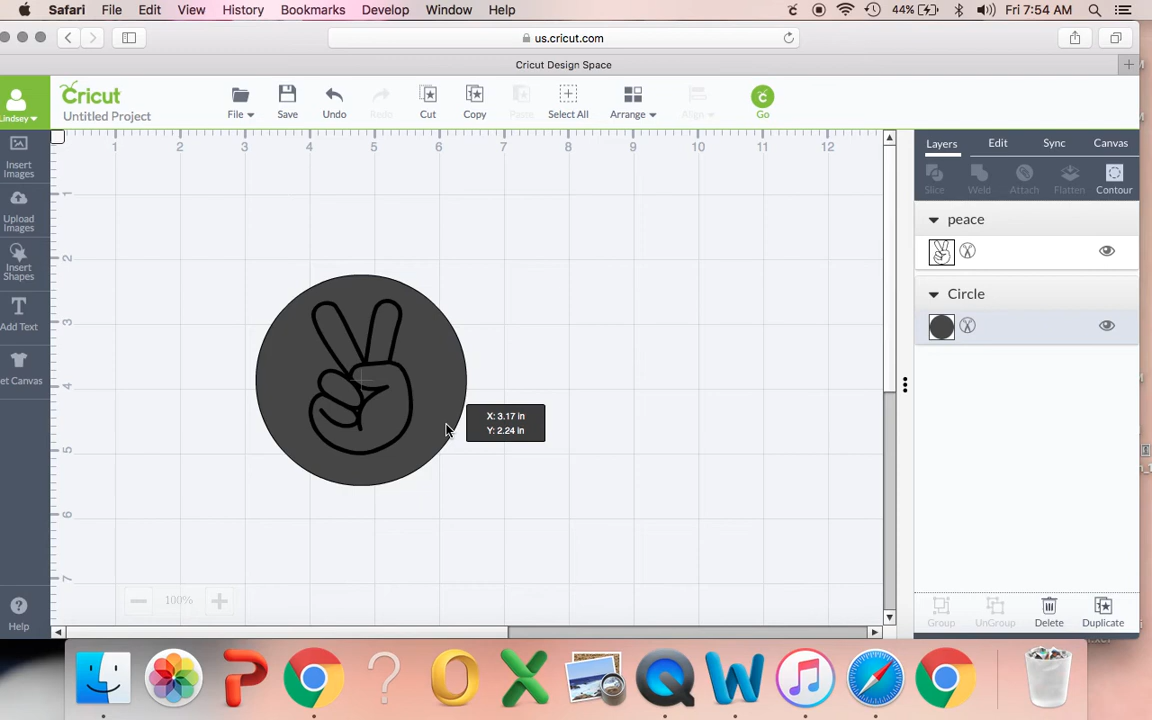 Safari File Edit View History Bookmarks Develop Window Help 44% Fri 7:54 AM
us.cricut.com
Cricut Design Space
Lindsey
Cricut
Untitled Project
File Save Undo Redo Cut Copy Paste Select All Arrange Align Go
Layers Edit Sync Canvas
Slice Weld Attach Flatten Contour
1 2 3 4 5 6 7 8 9 10 11 12
Insert
Images
Upload
Images
Insert
Shapes
Add Text
et Canvas
Help
1
2
3
4
5
6
7
peace
Circle
X: 3.17 in
Y: 2.24 in
100%
Group UnGroup Delete Duplicate